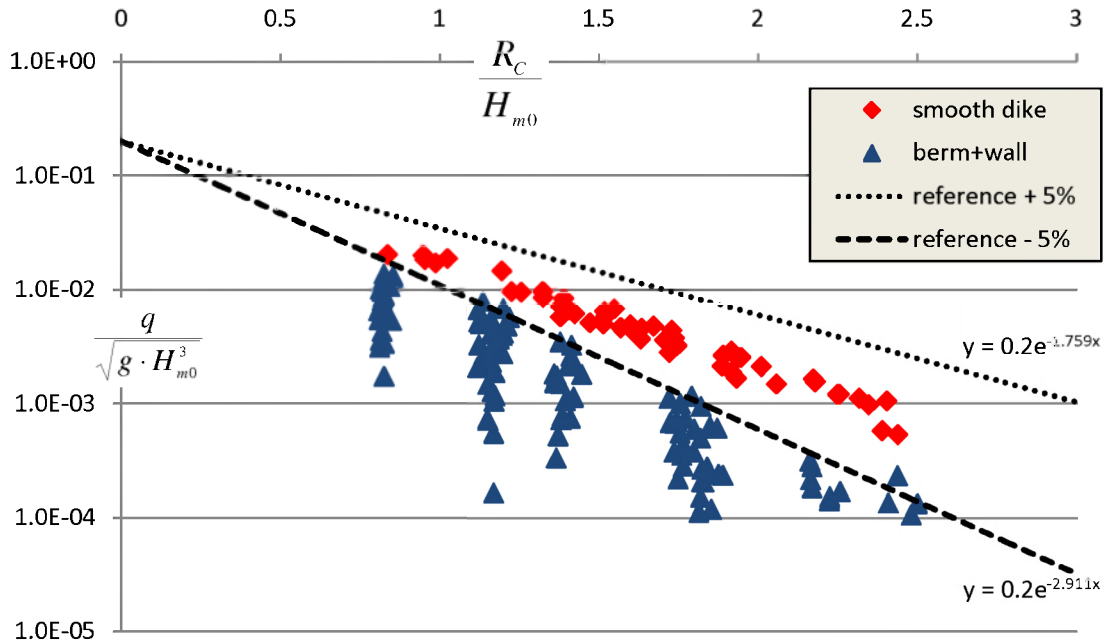 0 0.5 1 1.5 2 2.5 3
1.0E+00
R_C
H_m0
smooth dike
berm+wall
reference + 5%
reference - 5%
1.0E-01
1.0E-02
q
√g · H_m0^3
y = 0.2e^-1.759x
1.0E-03
1.0E-04
y = 0.2e^-2.911x
1.0E-05